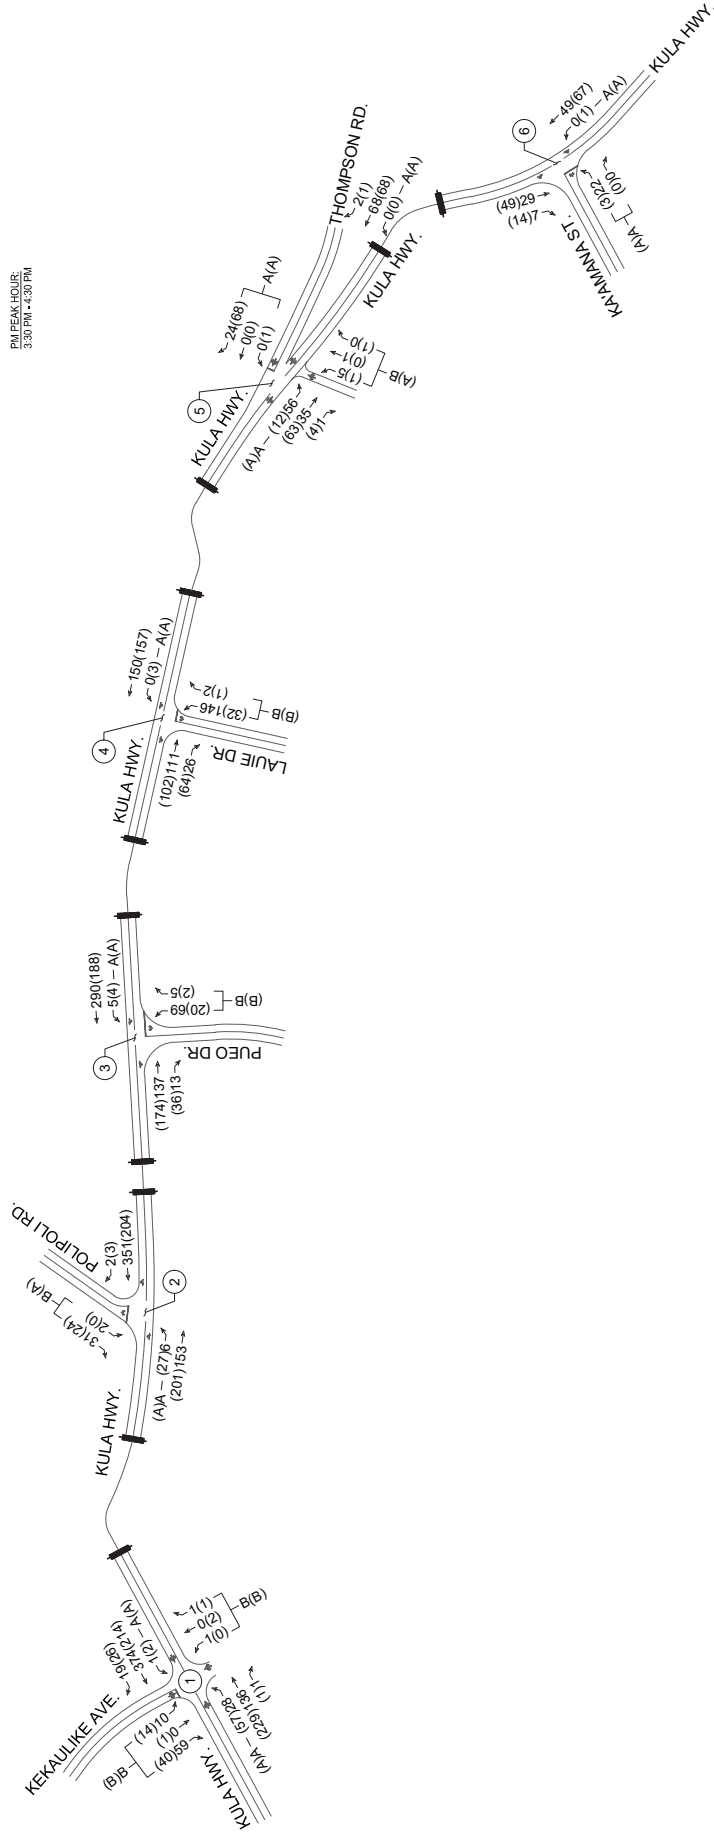 PM PEAK HOUR:
3:30 PM - 4:30 PM
KEKAULIKE AVE.
19(26)
374(214)
1(2) – A(A)
1(1)
0(2)
1(0)
B(B)
1
(14)10
(1)0
(40)59
(B)B
KULA HWY.
(A)A – (57)28
(229)136
(1)1
KULA HWY.
POLIPOLI RD.
B(A)
31(24)
2(0)
2(3)
351(204)
2
(A)A – (27)6
(201)153
290(188)
5(4) – A(A)
3
(174)137
(36)13
PUEO DR.
(20)69
(2)5
(B)B
KULA HWY.
4
150(157)
0(3) – A(A)
(102)111
(64)26
LAUIE DR.
(32)146
(1)2
(B)B
KULA HWY.
5
24(68)
0(0)
0(1)
A(A)
THOMPSON RD.
2(1)
68(68)
0(0) – A(A)
KULA HWY.
(A)A – (12)56
(63)35
(4)1
(1)5
(0)1
(1)0
(A)B
6
49(67)
0(1) – A(A)
KULA HWY.
(49)29
(14)7
KA'AMANA ST.
(3)22
(0)0
(A)A